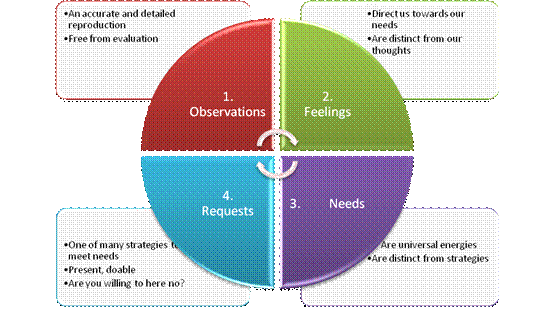 •An accurate and detailed
reproduction
•Free from evaluation
•Direct us towards our
needs
•Are distinct from our
thoughts
1.
Observations
2.
Feelings
4.
Requests
3. Needs
•One of many strategies to
meet needs
•Present, doable
•Are you willing to here no?
Are universal energies
•Are distinct from strategies